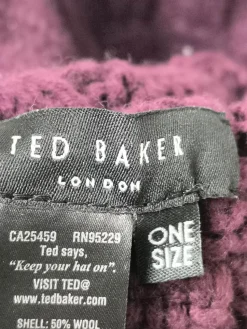 TED BAKER
LONDON
CA25459 RN95229
Ted says,
"Keep your hat on".
VISIT TED@
www.tedbaker.com
SHELL: 50% WOOL
ONE
SIZE